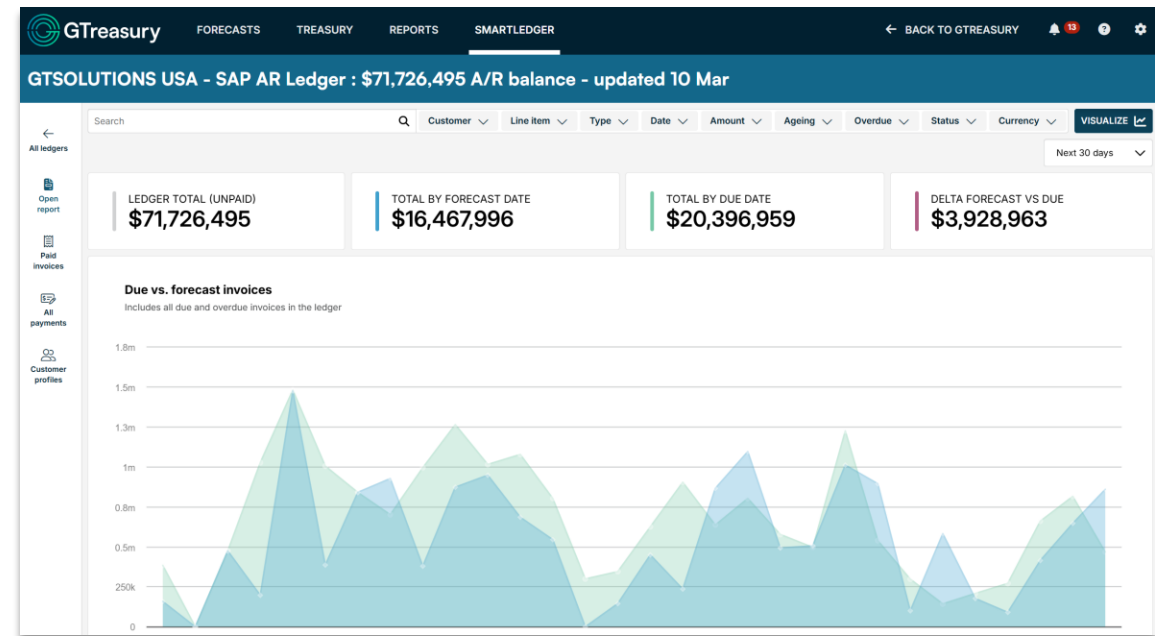 GTreasury FORECASTS TREASURY REPORTS SMARTLEDGER ← BACK TO GTREASURY 13 ?
GTSOLUTIONS USA - SAP AR Ledger : $71,726,495 A/R balance - updated 10 Mar
All ledgers
Open report
Paid invoices
All payments
Customer profiles
Search Customer Line item Type Date Amount Ageing Overdue Status Currency VISUALIZE
Next 30 days
LEDGER TOTAL (UNPAID)
$71,726,495
TOTAL BY FORECAST DATE
$16,467,996
TOTAL BY DUE DATE
$20,396,959
DELTA FORECAST VS DUE
$3,928,963
Due vs. forecast invoices
Includes all due and overdue invoices in the ledger
1.8m
1.5m
1.3m
1m
0.8m
0.5m
250k
0